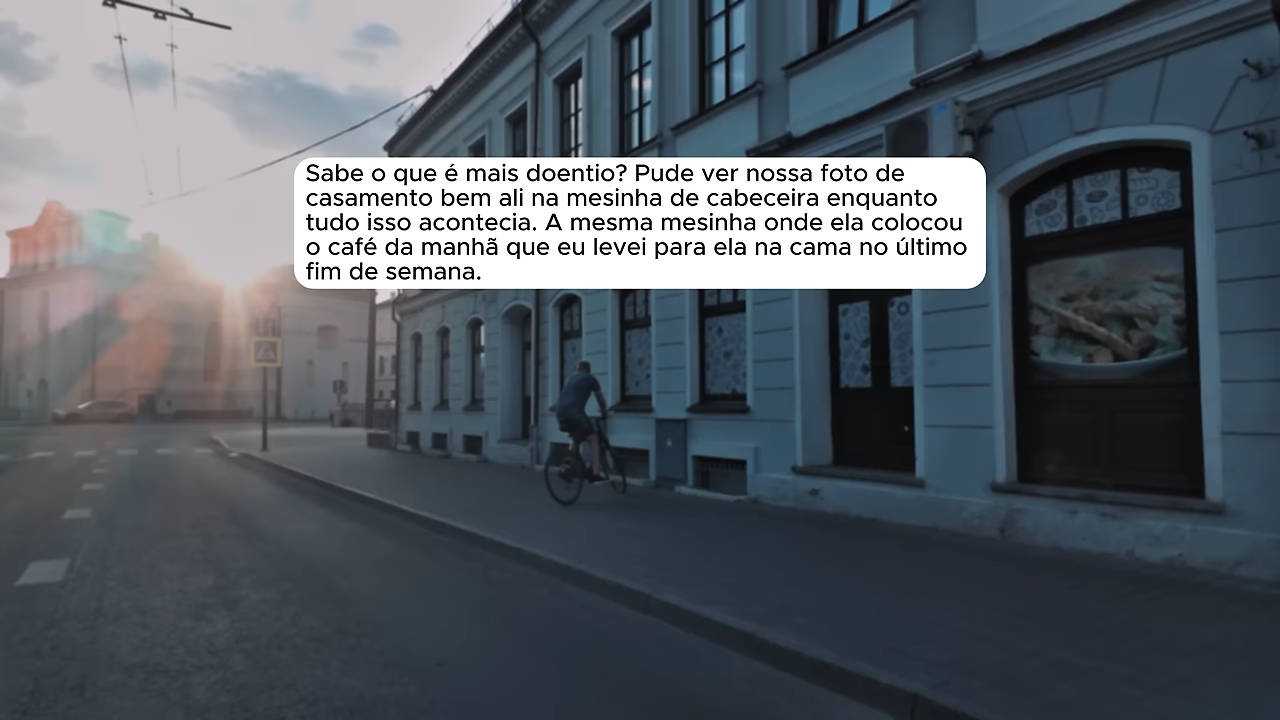 Sabe o que é mais doentio? Pude ver nossa foto de
casamento bem ali na mesinha de cabeceira enquanto
tudo isso acontecia. A mesma mesinha onde ela colocou
o café da manhã que eu levei para ela na cama no último
fim de semana.